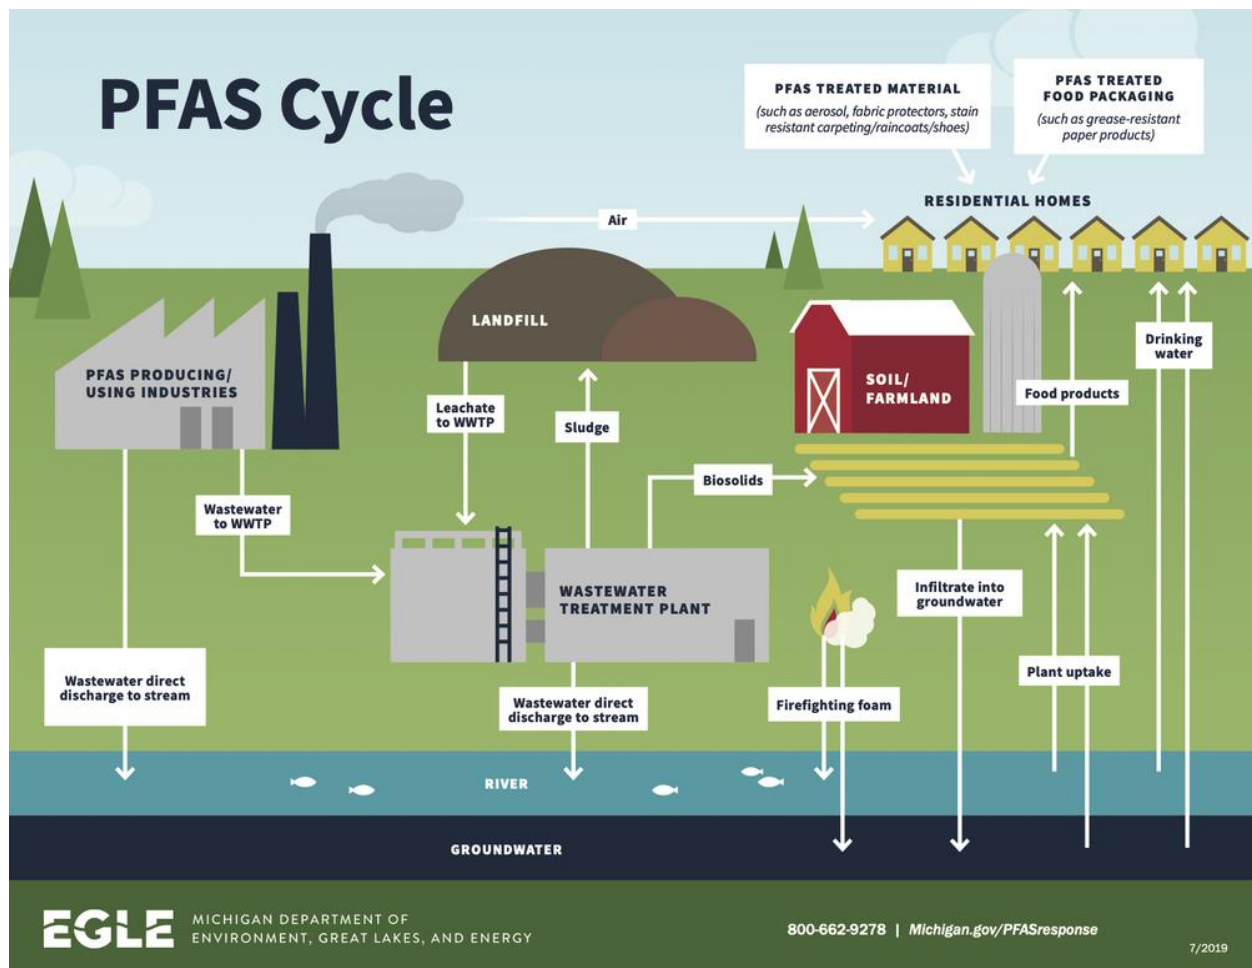 PFAS Cycle
PFAS TREATED MATERIAL
(such as aerosol, fabric protectors, stain
resistant carpeting/raincoats/shoes)
PFAS TREATED
FOOD PACKAGING
(such as grease-resistant
paper products)
RESIDENTIAL HOMES
Air
LANDFILL
PFAS PRODUCING/
USING INDUSTRIES
Drinking
water
SOIL/
FARMLAND
Food products
Leachate
to WWTP
Sludge
Biosolids
Wastewater
to WWTP
WASTEWATER
TREATMENT PLANT
Infiltrate into
groundwater
Plant uptake
Wastewater direct
discharge to stream
Wastewater direct
discharge to stream
Firefighting foam
RIVER
GROUNDWATER
EGLE
MICHIGAN DEPARTMENT OF
ENVIRONMENT, GREAT LAKES, AND ENERGY
800-662-9278 | Michigan.gov/PFASresponse
7/2019